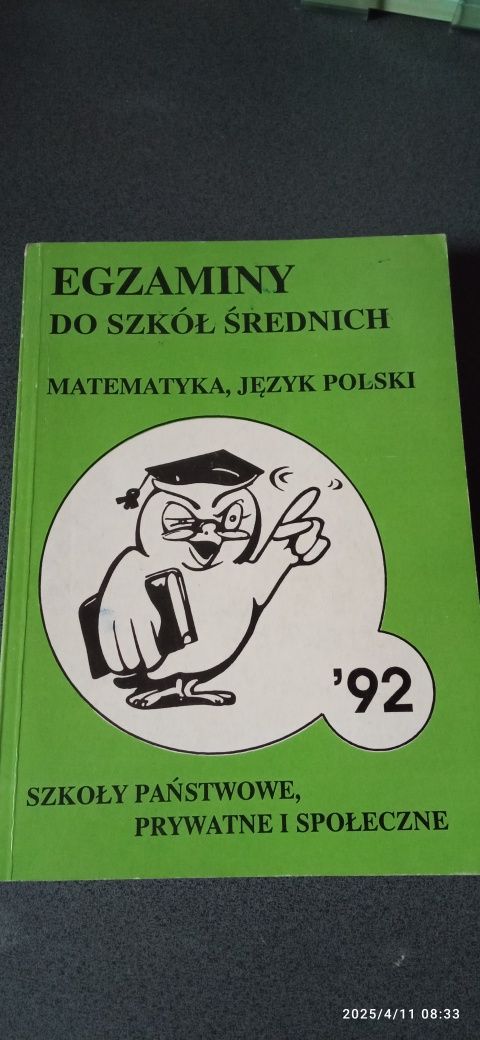 EGZAMINY
DO SZKÓŁ ŚREDNICH
MATEMATYKA, JĘZYK POLSKI
'92
SZKOŁY PAŃSTWOWE,
PRYWATNE I SPOŁECZNE
2025/4/11 08:33